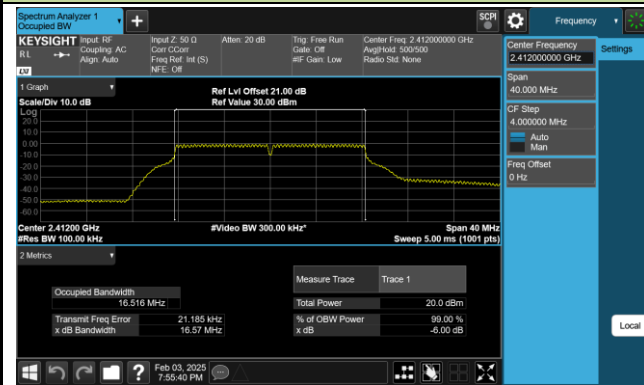 Spectrum Analyzer 1
Occupied BW
+
SCPI
Frequency
KEYSIGHT
RL
Input: RF
Coupling: AC
Align: Auto
Input Z: 50 Ω
Corr CCorr
Freq Ref: Int (S)
NFE: Off
Atten: 20 dB
Trig: Free Run
Gate: Off
#IF Gain: Low
Center Freq: 2.412000000 GHz
Avg|Hold: 500/500
Radio Std: None
Center Frequency
2.412000000 GHz
Settings
Span
40.000 MHz
CF Step
4.000000 MHz
Auto
Man
Freq Offset
0 Hz
1 Graph
Scale/Div 10.0 dB
Ref Lvl Offset 21.00 dB
Ref Value 30.00 dBm
Log
20.0
10.0
0.00
-10.0
-20.0
-30.0
-40.0
-50.0
-60.0
Center 2.41200 GHz
#Res BW 100.00 kHz
#Video BW 300.00 kHz*
Span 40 MHz
Sweep 5.00 ms (1001 pts)
2 Metrics
Measure Trace Trace 1
Occupied Bandwidth
16.516 MHz
Total Power 20.0 dBm
Transmit Freq Error 21.185 kHz
% of OBW Power 99.00 %
x dB Bandwidth 16.57 MHz
x dB -6.00 dB
Local
?
Feb 03, 2025
7:55:40 PM